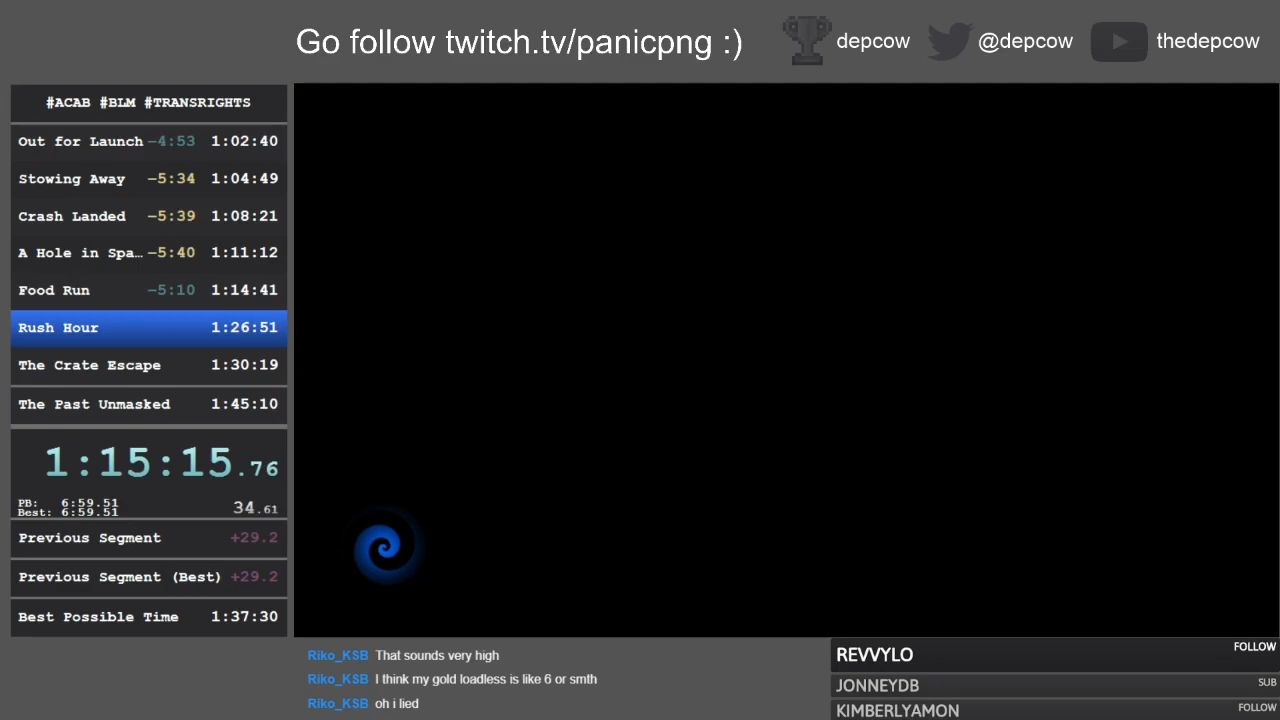 Go follow twitch.tv/panicpng :)
depcow
@depcow
thedepcow
#ACAB #BLM #TRANSRIGHTS
Out for Launch -4:53 1:02:40
Stowing Away -5:34 1:04:49
Crash Landed -5:39 1:08:21
A Hole in Spa… -5:40 1:11:12
Food Run -5:10 1:14:41
Rush Hour 1:26:51
The Crate Escape 1:30:19
The Past Unmasked 1:45:10
1:15:15.76
PB: 6:59.51
Best: 6:59.51
34.61
Previous Segment +29.2
Previous Segment (Best) +29.2
Best Possible Time 1:37:30
Riko_KSB That sounds very high
Riko_KSB I think my gold loadless is like 6 or smth
Riko_KSB oh i lied
REVVYLO FOLLOW
JONNEYDB SUB
KIMBERLYAMON FOLLOW